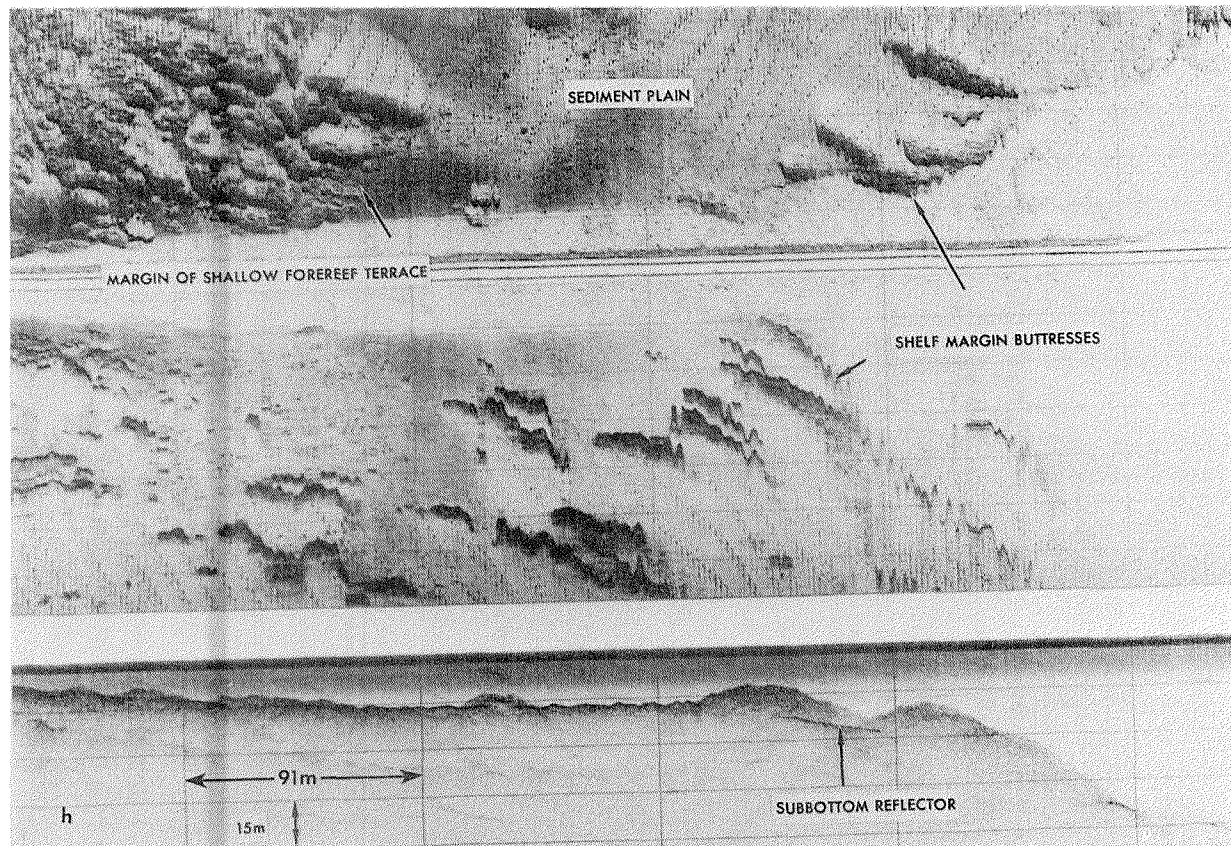 SEDIMENT PLAIN
MARGIN OF SHALLOW FOREREEF TERRACE
SHELF MARGIN BUTTRESSES
91m
SUBBOTTOM REFLECTOR
h
15m